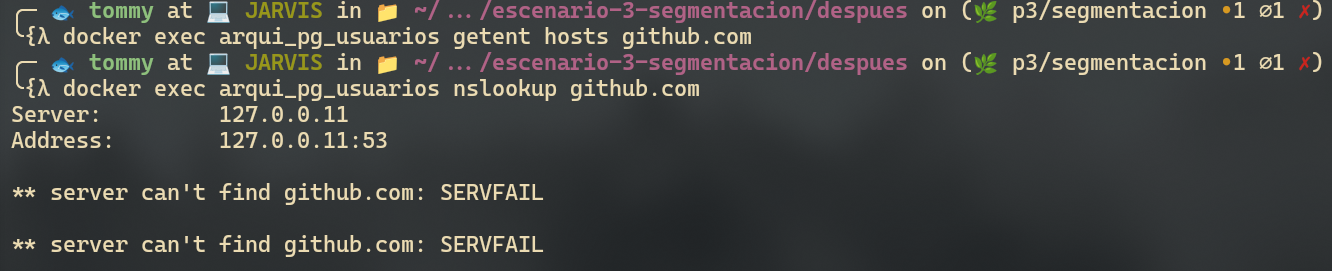 ╭─ 🐟 tommy at 💻 JARVIS in 📁 ~/ … /escenario-3-segmentacion/despues on (🌿 p3/segmentacion •1 ⌀1 ✗)
╰{λ docker exec arqui_pg_usuarios getent hosts github.com
╭─ 🐟 tommy at 💻 JARVIS in 📁 ~/ … /escenario-3-segmentacion/despues on (🌿 p3/segmentacion •1 ⌀1 ✗)
╰{λ docker exec arqui_pg_usuarios nslookup github.com
Server:         127.0.0.11
Address:        127.0.0.11:53
** server can't find github.com: SERVFAIL
** server can't find github.com: SERVFAIL